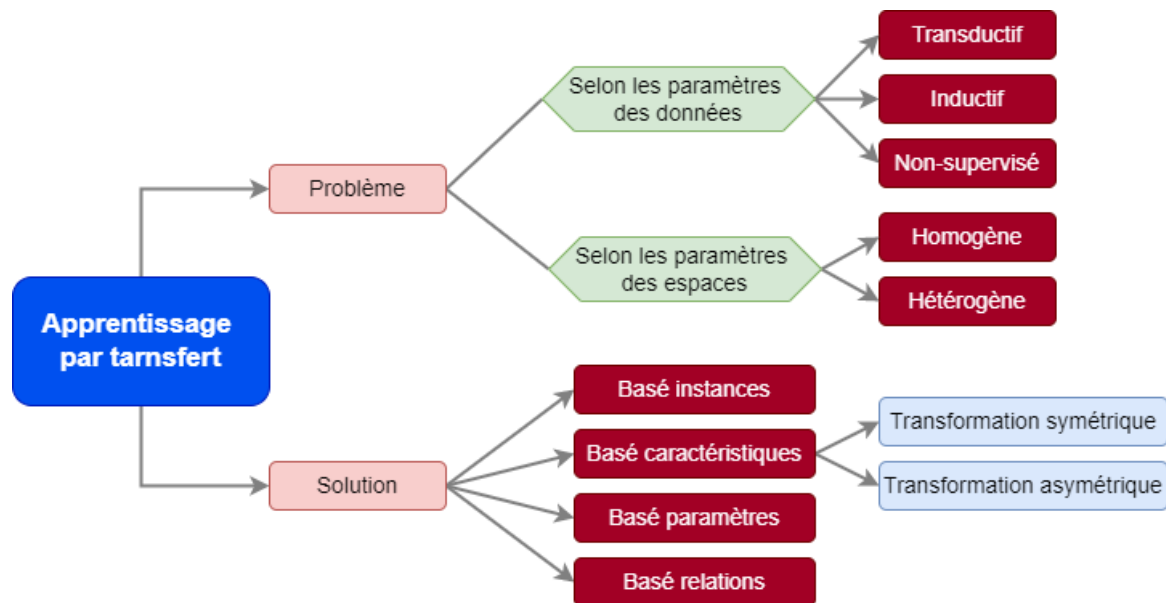 Apprentissage
par tarnsfert
Problème
Selon les paramètres
des données
Transductif
Inductif
Non-supervisé
Selon les paramètres
des espaces
Homogène
Hétérogène
Solution
Basé instances
Basé caractéristiques
Transformation symétrique
Transformation asymétrique
Basé paramètres
Basé relations